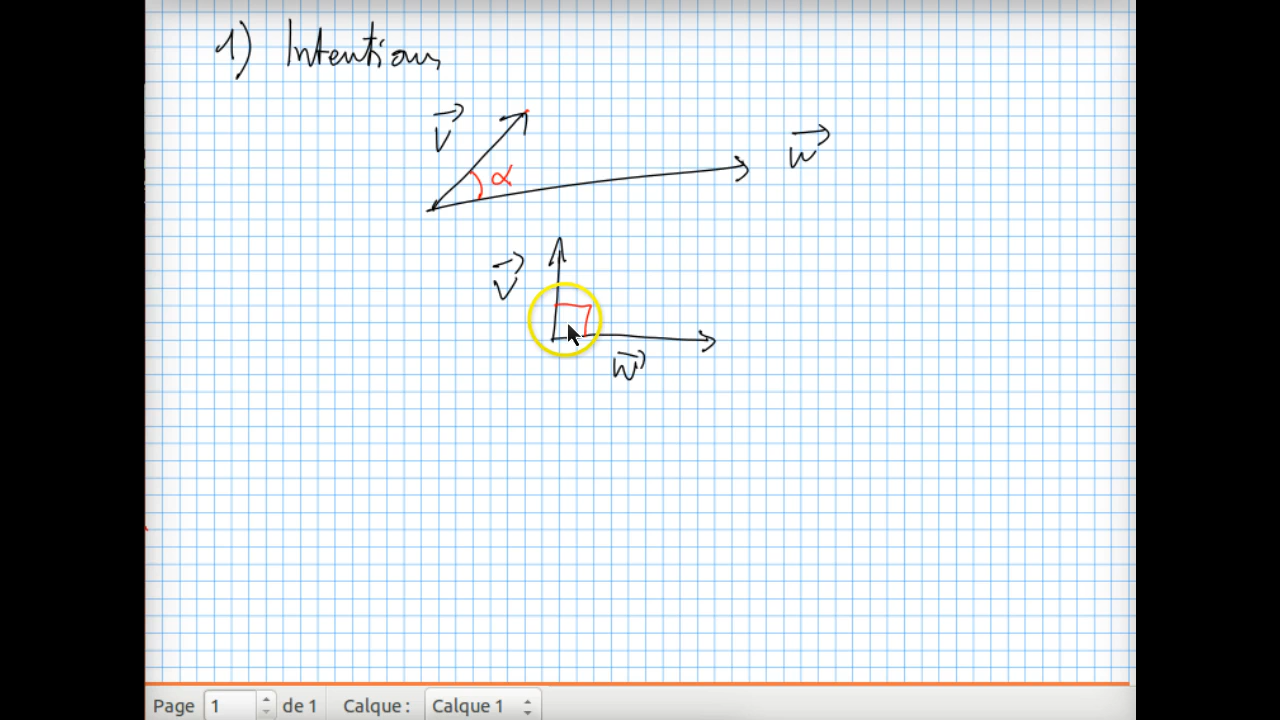 1) Intentions
V⃗
α
W⃗
V⃗
W⃗
Page 1 de 1 Calque : Calque 1